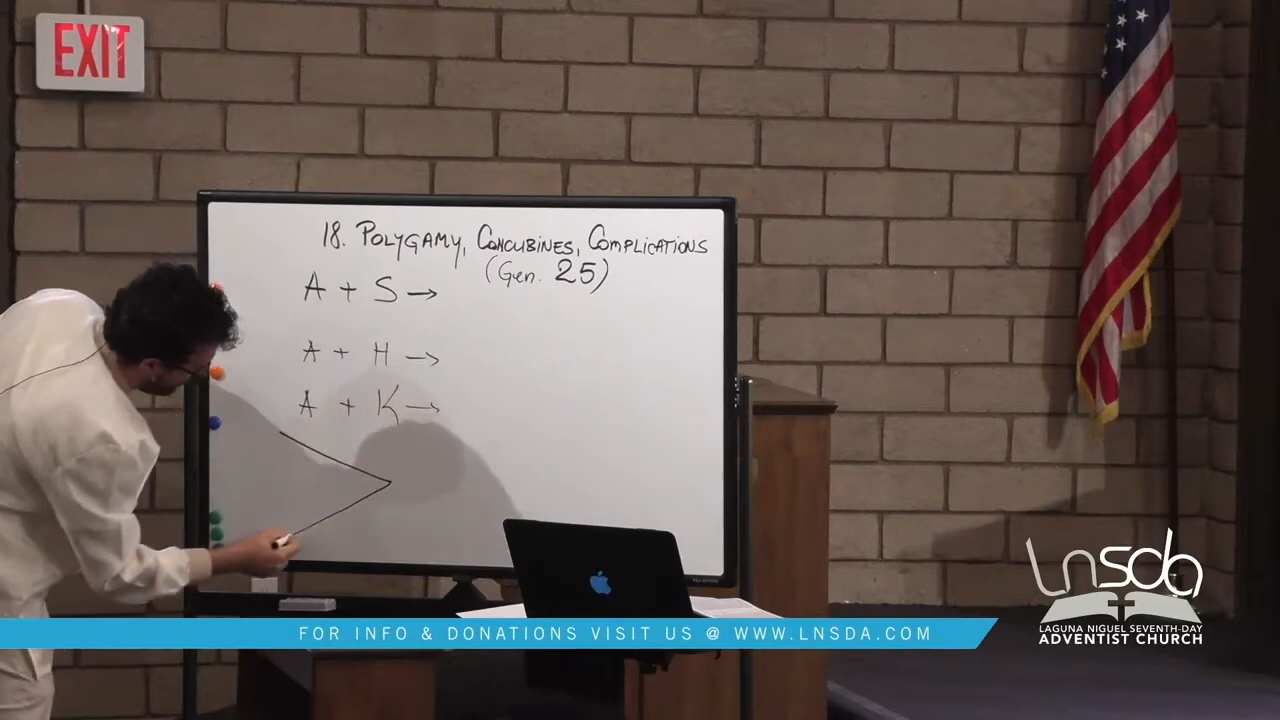 EXIT
18. POLYGAMY, CONCUBINES, COMPLICATIONS
(Gen. 25)
A + S →
A + H →
A + K →
LNSDA
LAGUNA NIGUEL SEVENTH-DAY
ADVENTIST CHURCH
FOR INFO & DONATIONS VISIT US @ WWW.LNSDA.COM